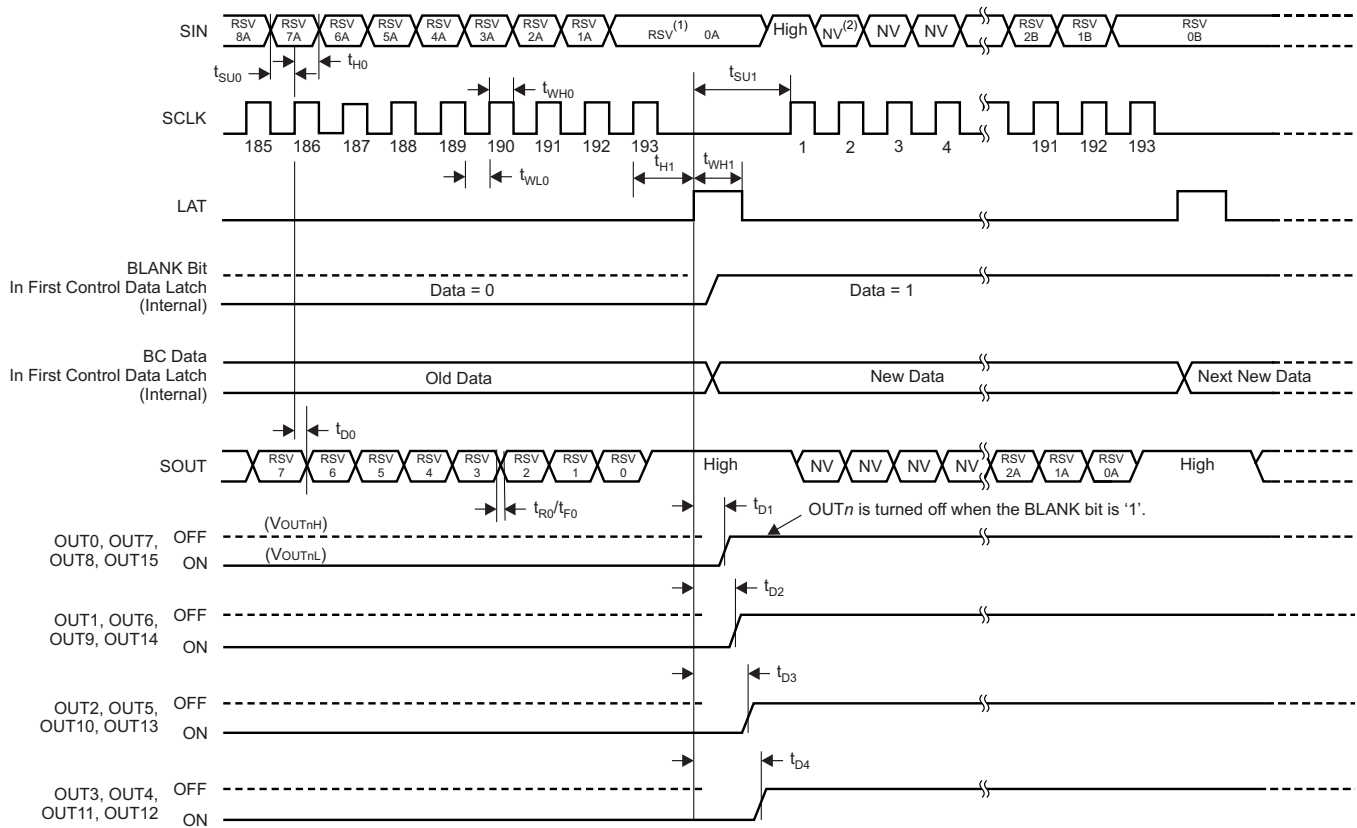 SIN
RSV 8A
RSV 7A
RSV 6A
RSV 5A
RSV 4A
RSV 3A
RSV 2A
RSV 1A
RSV(1) 0A
High
NV(2)
NV
NV
RSV 2B
RSV 1B
RSV 0B
tSU0
tH0
tWH0
tSU1
SCLK
185
186
187
188
189
190
191
192
193
1
2
3
4
191
192
193
tWL0
tH1
tWH1
LAT
BLANK Bit
In First Control Data Latch
(Internal)
Data = 0
Data = 1
BC Data
In First Control Data Latch
(Internal)
Old Data
New Data
Next New Data
tD0
SOUT
RSV 7
RSV 6
RSV 5
RSV 4
RSV 3
RSV 2
RSV 1
RSV 0
High
NV
NV
NV
NV
RSV 2A
RSV 1A
RSV 0A
High
tR0/tF0
tD1
OUTn is turned off when the BLANK bit is ‘1’.
OUT0, OUT7,
OUT8, OUT15
OFF
(VOUTnH)
ON
(VOUTnL)
tD2
OUT1, OUT6,
OUT9, OUT14
OFF
ON
tD3
OUT2, OUT5,
OUT10, OUT13
OFF
ON
tD4
OUT3, OUT4,
OUT11, OUT12
OFF
ON